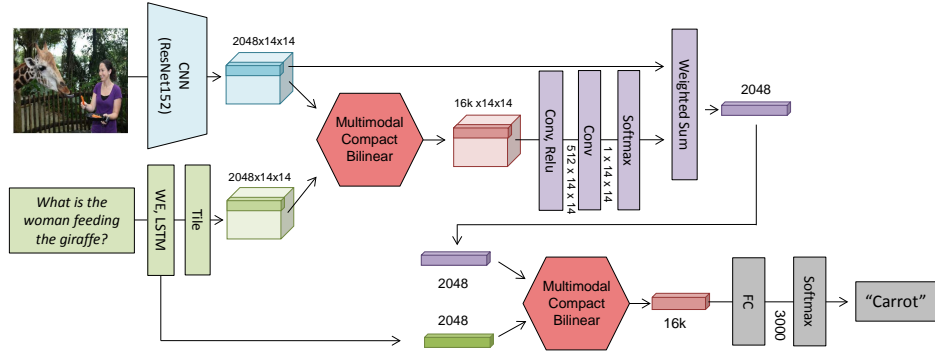 CNN
(ResNet152)
2048x14x14
Multimodal
Compact
Bilinear
16k x14x14
Conv, Relu
512 x 14 x 14
Conv
1 x 14 x 14
Softmax
Weighted Sum
2048
What is the
woman feeding
the giraffe?
WE, LSTM
Tile
2048x14x14
2048
2048
Multimodal
Compact
Bilinear
16k
FC
3000
Softmax
“Carrot”